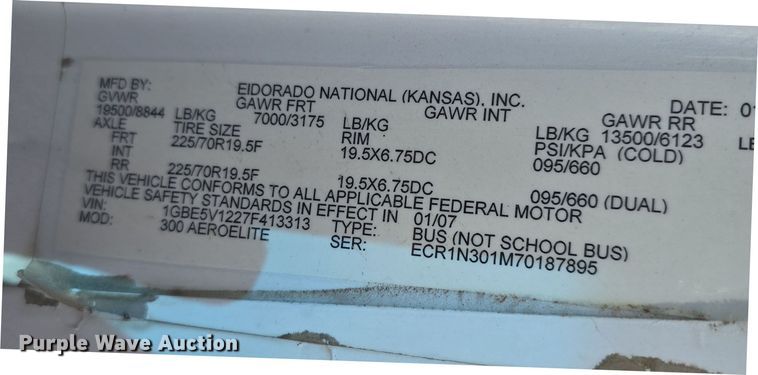 MFD BY: EIDORADO NATIONAL (KANSAS), INC. DATE: 01
GVWR GAWR FRT GAWR INT GAWR RR
19500/8844 LB/KG 7000/3175 LB/KG LB/KG 13500/6123
AXLE TIRE SIZE RIM PSI/KPA (COLD)
FRT 225/70R19.5F 19.5X6.75DC 095/660
INT
RR 225/70R19.5F 19.5X6.75DC 095/660 (DUAL)
THIS VEHICLE CONFORMS TO ALL APPLICABLE FEDERAL MOTOR
VEHICLE SAFETY STANDARDS IN EFFECT IN 01/07
VIN: 1GBE5V1227F413313 TYPE: BUS (NOT SCHOOL BUS)
MOD: 300 AEROELITE SER: ECR1N301M70187895
Purple Wave Auction